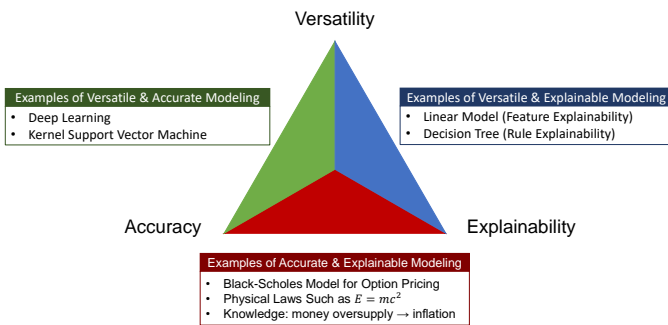 Versatility
Examples of Versatile & Accurate Modeling
• Deep Learning
• Kernel Support Vector Machine
Examples of Versatile & Explainable Modeling
• Linear Model (Feature Explainability)
• Decision Tree (Rule Explainability)
Accuracy
Explainability
Examples of Accurate & Explainable Modeling
• Black-Scholes Model for Option Pricing
• Physical Laws Such as E = mc²
• Knowledge: money oversupply → inflation